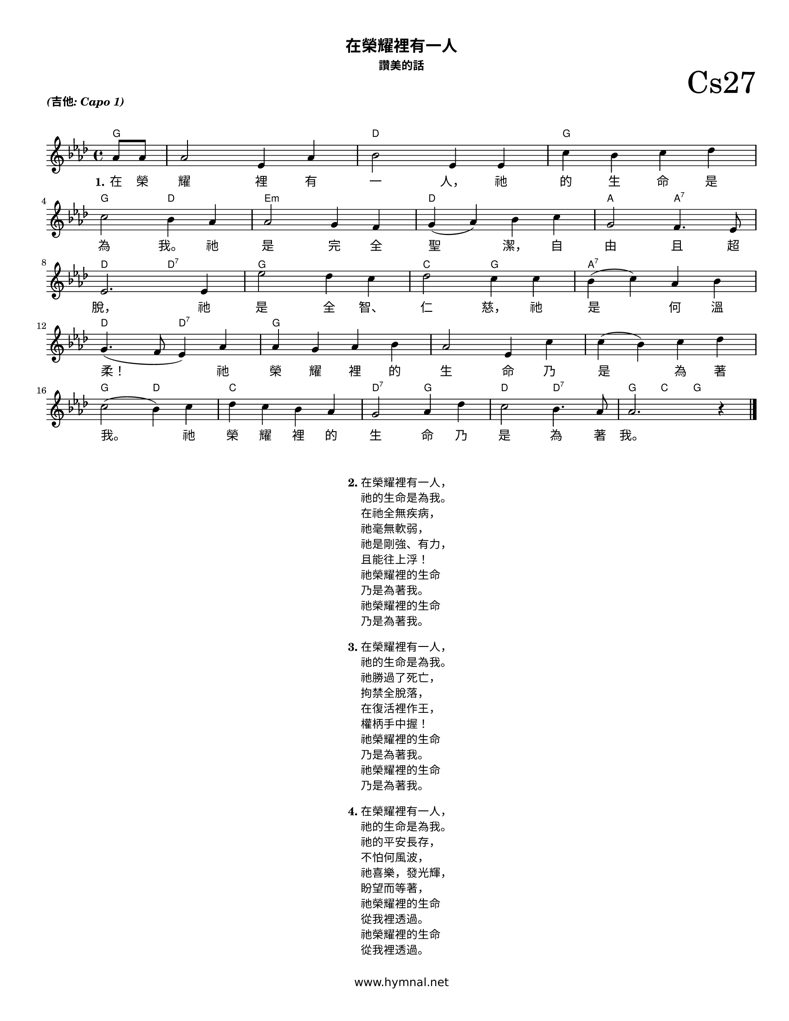 在榮耀裡有一人
讚美的話
Cs27
(吉他: Capo 1)
G D G
1. 在 榮 耀 裡 有 一 人, 祂 的 生 命 是
4 G D Em D A A7
為 我。祂 是 完 全 聖 潔, 自 由 且 超
8 D D7 G C G A7
脫, 祂 是 全 智、 仁 慈, 祂 是 何 溫
12 D D7 G
柔! 祂 榮 耀 裡 的 生 命 乃 是 為 著
16 G D C D7 G D D7 G C G
我。 祂 榮 耀 裡 的 生 命 乃 是 為 著 我。
2. 在榮耀裡有一人,
祂的生命是為我。
在祂全無疾病,
祂毫無軟弱,
祂是剛強、有力,
且能往上浮!
祂榮耀裡的生命
乃是為著我。
祂榮耀裡的生命
乃是為著我。
3. 在榮耀裡有一人,
祂的生命是為我。
祂勝過了死亡,
拘禁全脫落,
在復活裡作王,
權柄手中握!
祂榮耀裡的生命
乃是為著我。
祂榮耀裡的生命
乃是為著我。
4. 在榮耀裡有一人,
祂的生命是為我。
祂的平安長存,
不怕何風波,
祂喜樂,發光輝,
盼望而等著,
祂榮耀裡的生命
從我裡透過。
祂榮耀裡的生命
從我裡透過。
www.hymnal.net